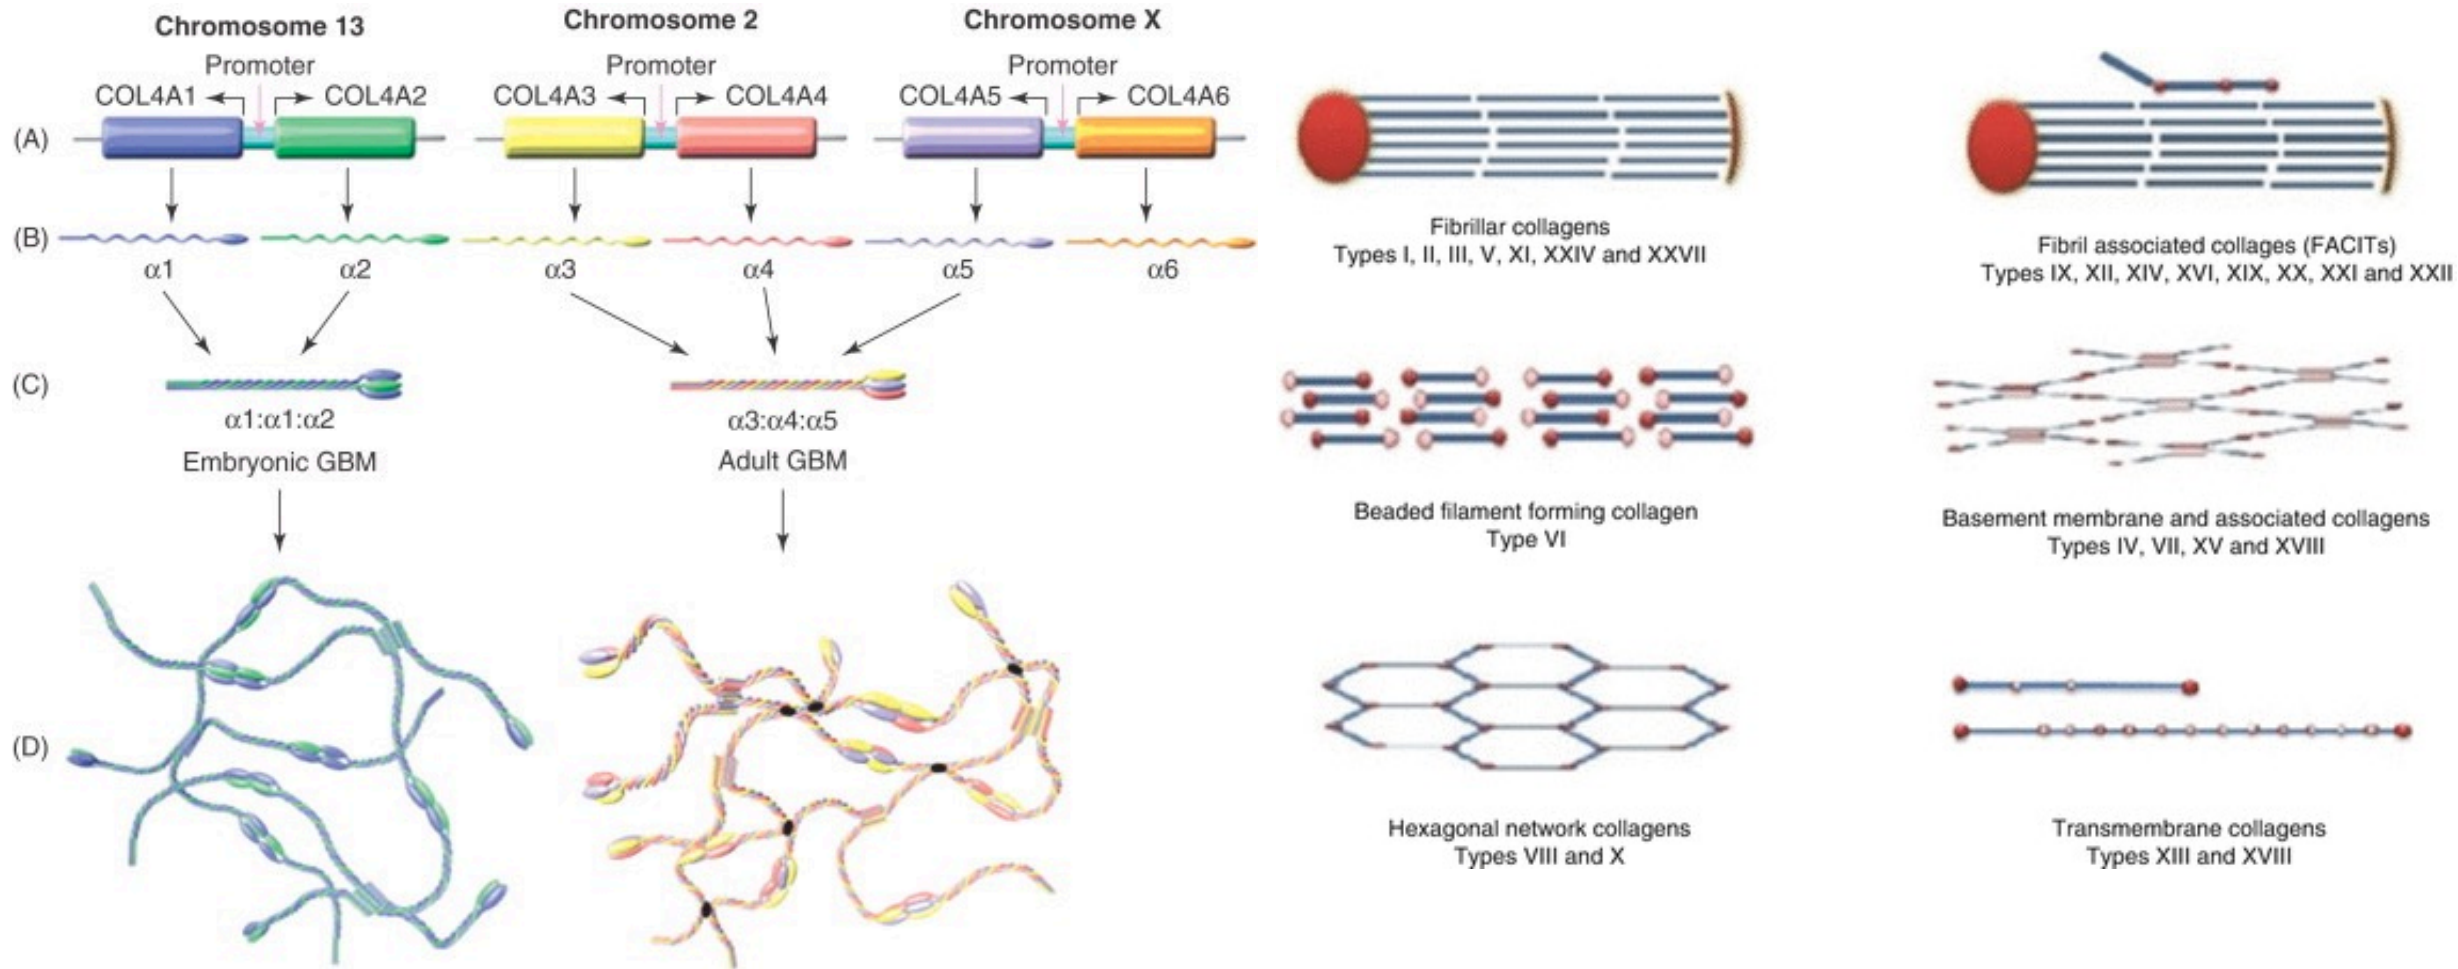 Chromosome 13
Chromosome 2
Chromosome X
Promoter
Promoter
Promoter
COL4A1
COL4A2
COL4A3
COL4A4
COL4A5
COL4A6
(A)
(B)
α1
α2
α3
α4
α5
α6
(C)
α1:α1:α2
α3:α4:α5
Embryonic GBM
Adult GBM
(D)
Fibrillar collagens
Types I, II, III, V, XI, XXIV and XXVII
Fibril associated collages (FACITs)
Types IX, XII, XIV, XVI, XIX, XX, XXI and XXII
Beaded filament forming collagen
Type VI
Basement membrane and associated collagens
Types IV, VII, XV and XVIII
Hexagonal network collagens
Types VIII and X
Transmembrane collagens
Types XIII and XVIII